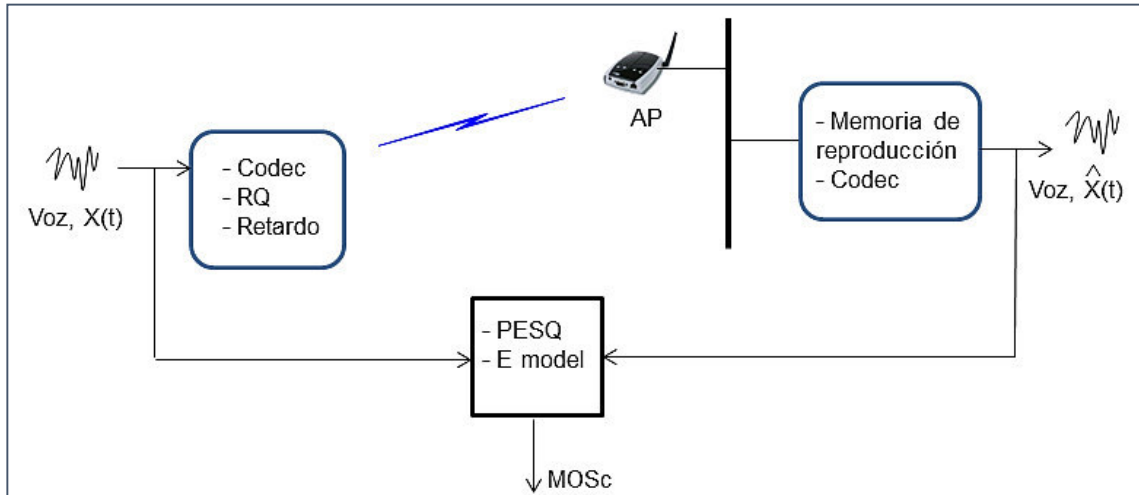 AP
- Codec
- RQ
- Retardo
- Memoria de
reproducción
- Codec
Voz, X(t)
Voz, X̂(t)
- PESQ
- E model
MOSc